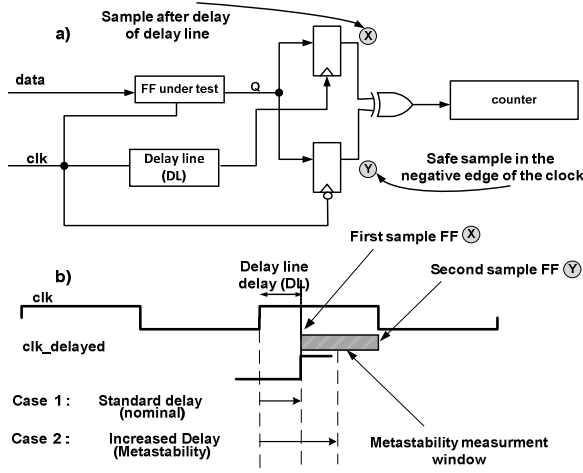 Sample after delay
of delay line
a)
X
data
FF under test
Q
counter
clk
Delay line
(DL)
Y
Safe sample in the
negative edge of the clock
First sample FF X
b)
Delay line
delay (DL)
Second sample FF Y
clk
clk_delayed
Case 1 : Standard delay
(nominal)
Case 2 : Increased Delay
(Metastability)
Metastability measurment
window